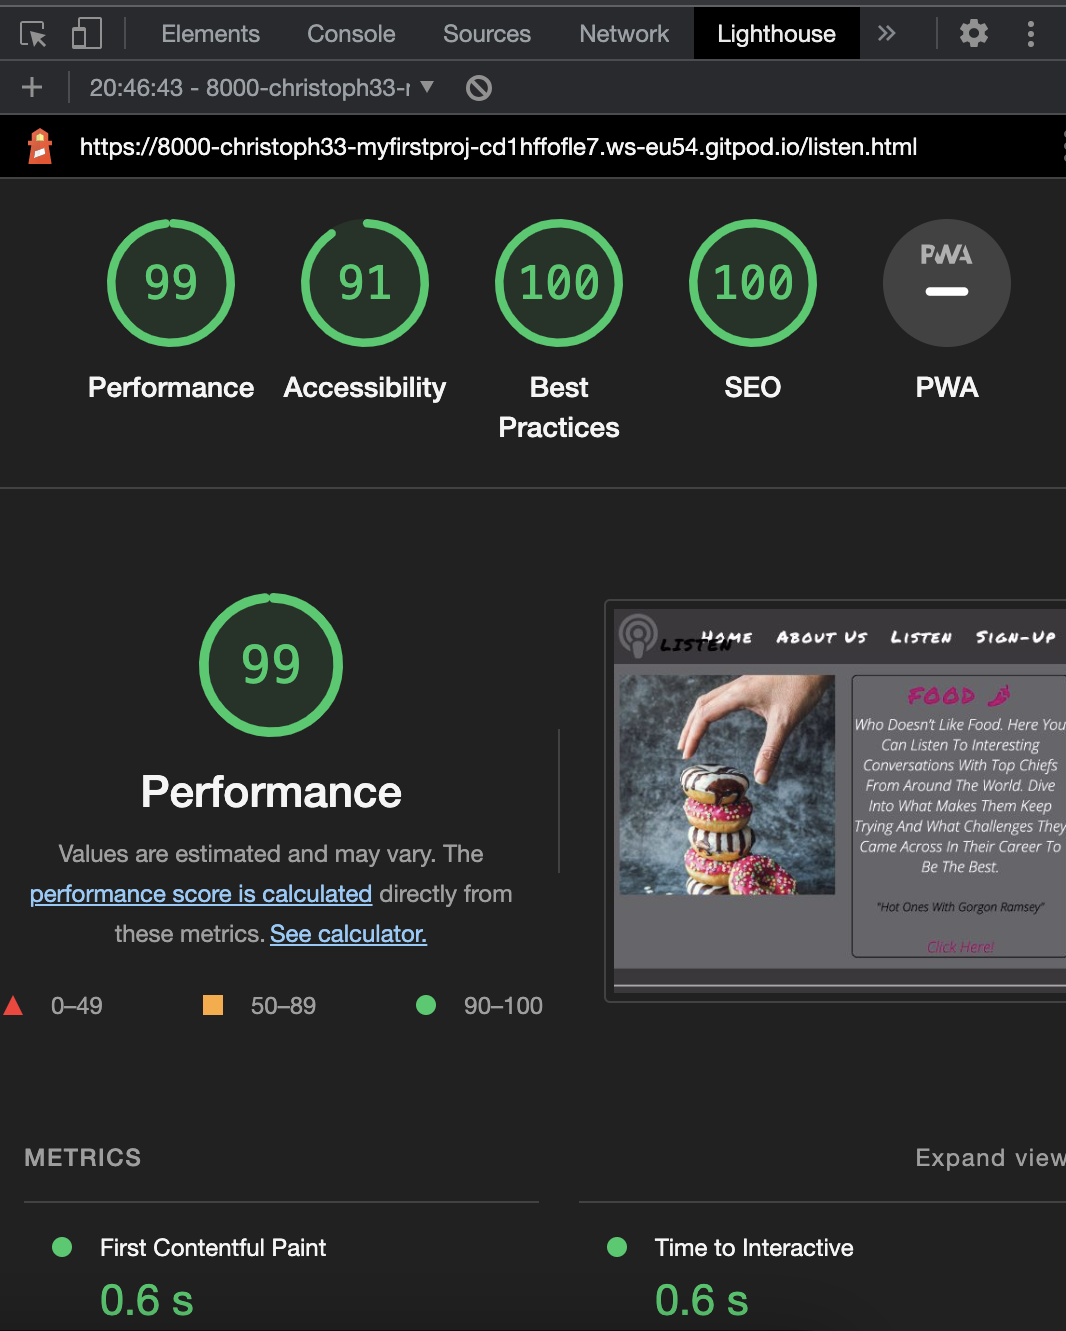 Elements Console Sources Network Lighthouse »
20:46:43 - 8000-christoph33-r
https://8000-christoph33-myfirstproj-cd1hffofle7.ws-eu54.gitpod.io/listen.html
99 91 100 100 PWA
Performance Accessibility Best Practices SEO PWA
99
Performance
Values are estimated and may vary. The
performance score is calculated directly from
these metrics. See calculator.
0–49 50–89 90–100
LISTEN Home About Us Listen Sign-Up
FOOD
Who Doesn't Like Food. Here You
Can Listen To Interesting
Conversations With Top Chiefs
From Around The World. Dive
Into What Makes Them Keep
Trying And What Challenges They
Came Across In Their Career To
Be The Best.
"Hot Ones With Gorgon Ramsey"
Click Here!
METRICS Expand view
First Contentful Paint Time to Interactive
0.6 s 0.6 s